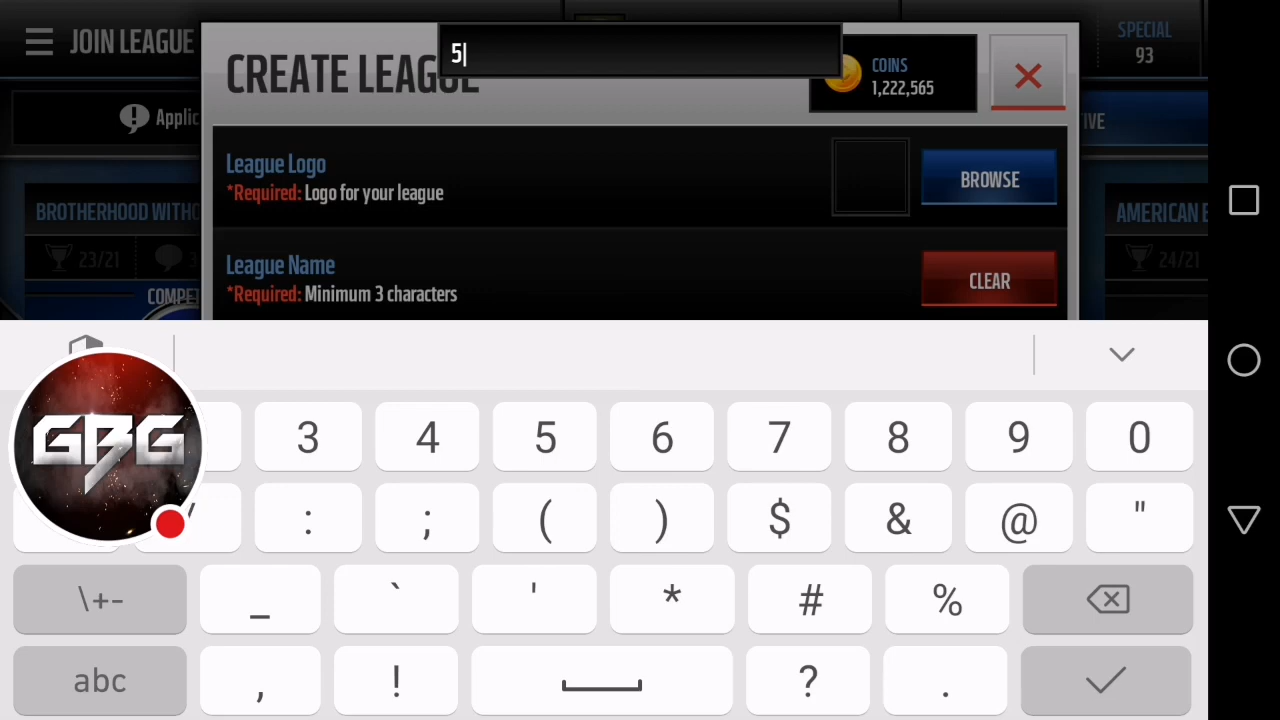 JOIN LEAGUE
5
CREATE LEAGUE
COINS
1,222,565
SPECIAL
93
Applic
IVE
League Logo
*Required: Logo for your league
BROWSE
BROTHERHOOD WITHO
23/21
3
COMPET
League Name
*Required: Minimum 3 characters
CLEAR
AMERICAN B
24/21
GBG
3 4 5 6 7 8 9 0
: ; ( ) $ & @ "
\+- _ ` ' * # %
abc , ! ? .